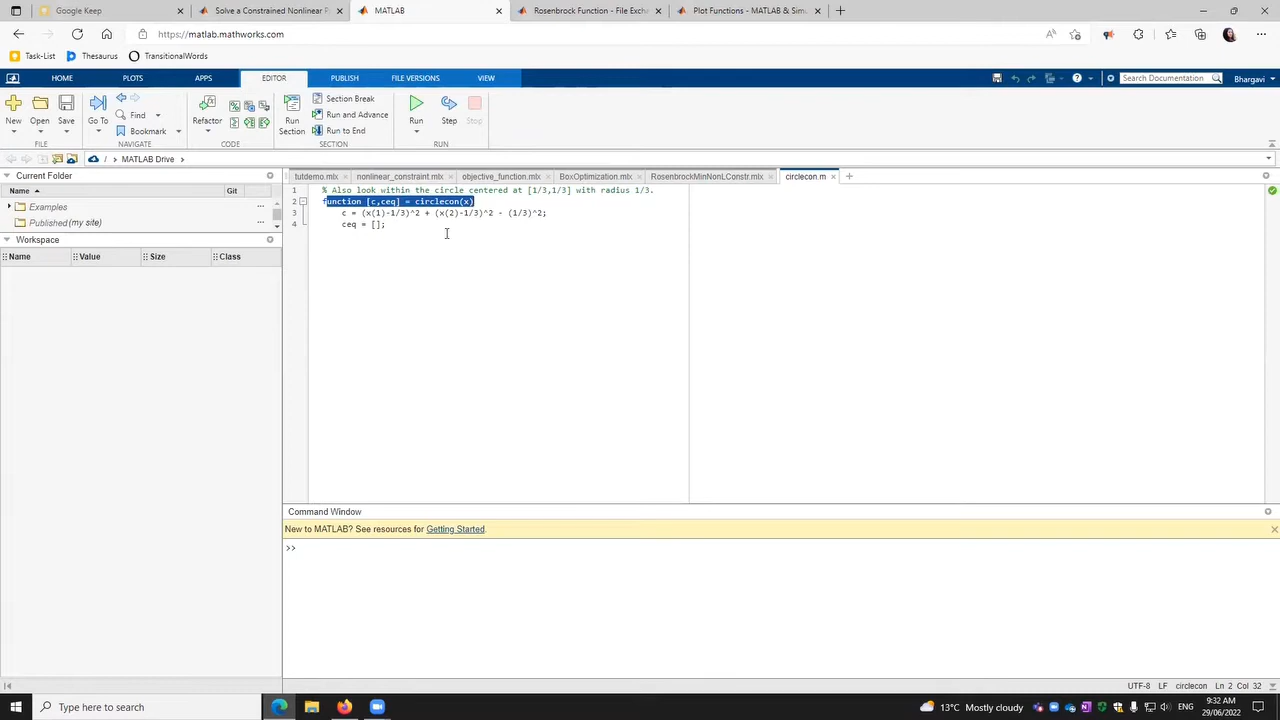 Google Keep
Solve a Constrained Nonlinear P
MATLAB
Rosenbrock Function - File Exch
Plot Functions - MATLAB & Simu
https://matlab.mathworks.com
Task-List Thesaurus TransitionalWords
HOME PLOTS APPS EDITOR PUBLISH FILE VERSIONS VIEW
Search Documentation Bhargavi
New Open Save Go To Find Bookmark Refactor Run Section Section Break Run and Advance Run to End Run Step Stop
FILE NAVIGATE CODE SECTION RUN
/ MATLAB Drive
Current Folder
Name Git
Examples
Published (my site)
Workspace
Name Value Size Class
tutdemo.mlx nonlinear_constraint.mlx objective_function.mlx BoxOptimization.mlx RosenbrockMinNonLConstr.mlx circlecon.m
1 % Also look within the circle centered at [1/3,1/3] with radius 1/3.
2 function [c,ceq] = circlecon(x)
3 c = (x(1)-1/3)^2 + (x(2)-1/3)^2 - (1/3)^2;
4 ceq = [];
Command Window
New to MATLAB? See resources for Getting Started.
>>
UTF-8 LF circlecon Ln 2 Col 32
Type here to search
13°C Mostly cloudy
ENG
9:32 AM
29/06/2022